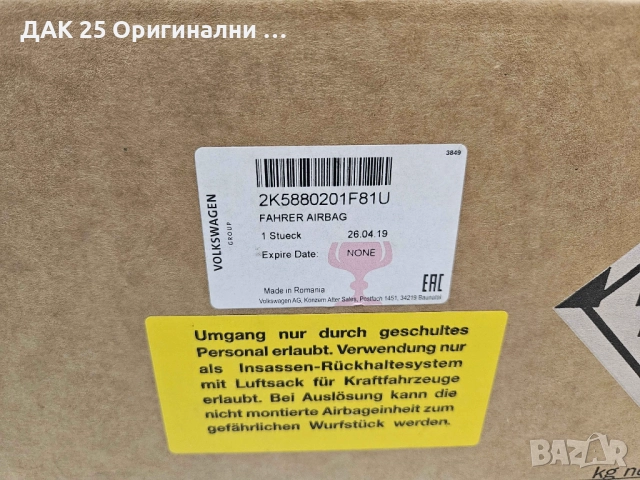 ДАК 25 Оригинални ...
3849
VOLKSWAGEN
GROUP
2K5880201F81U
FAHRER AIRBAG
1 Stueck 26.04.19
Expire Date: NONE
Made in Romania
EAC
Volkswagen AG, Konzern After Sales, Postfach 1451, 34219 Baunatal
Umgang nur durch geschultes
Personal erlaubt. Verwendung nur
als Insassen-Rückhaltesystem
mit Luftsack für Kraftfahrzeuge
erlaubt. Bei Auslösung kann die
nicht montierte Airbageinheit zum
gefährlichen Wurfstück werden.
BAZAR
kg